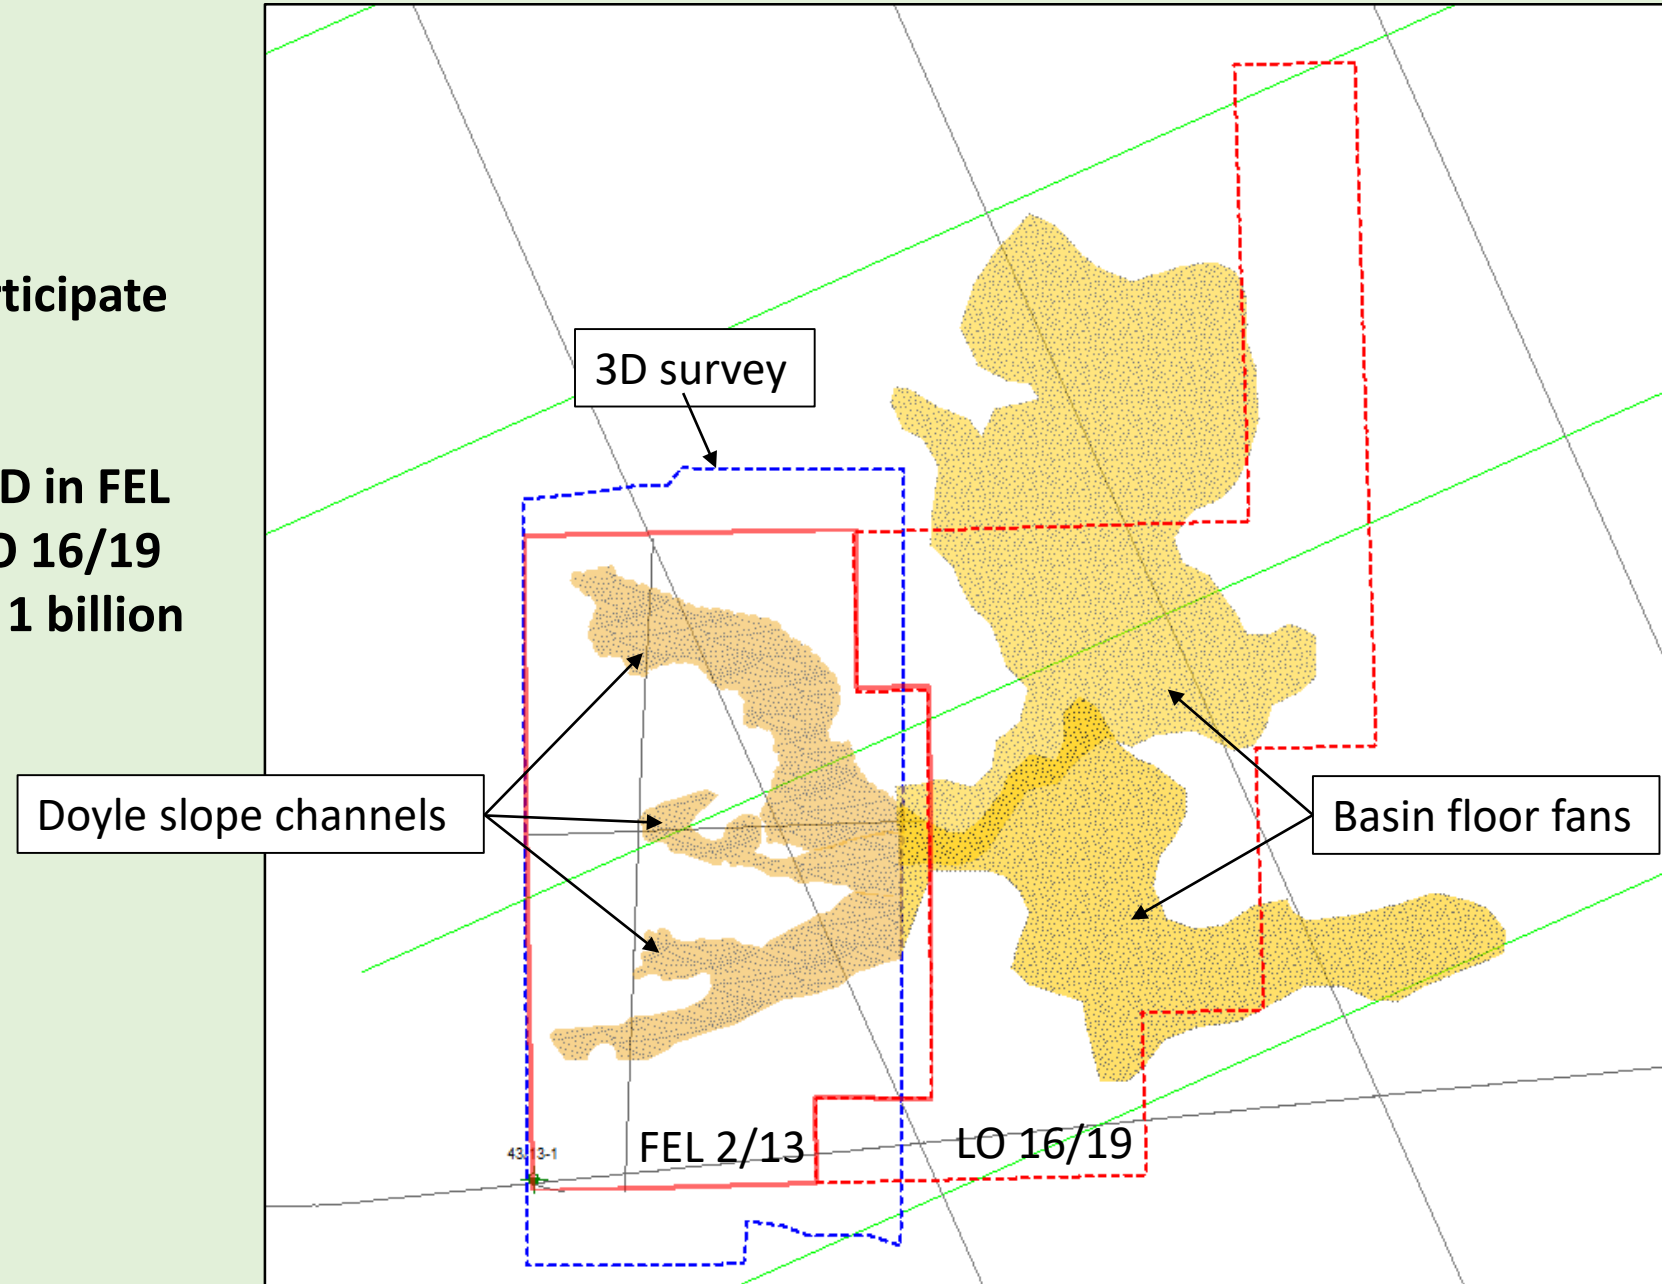 rticipate
3D survey
D in FEL
O 16/19
1 billion
Doyle slope channels
Basin floor fans
FEL 2/13
LO 16/19